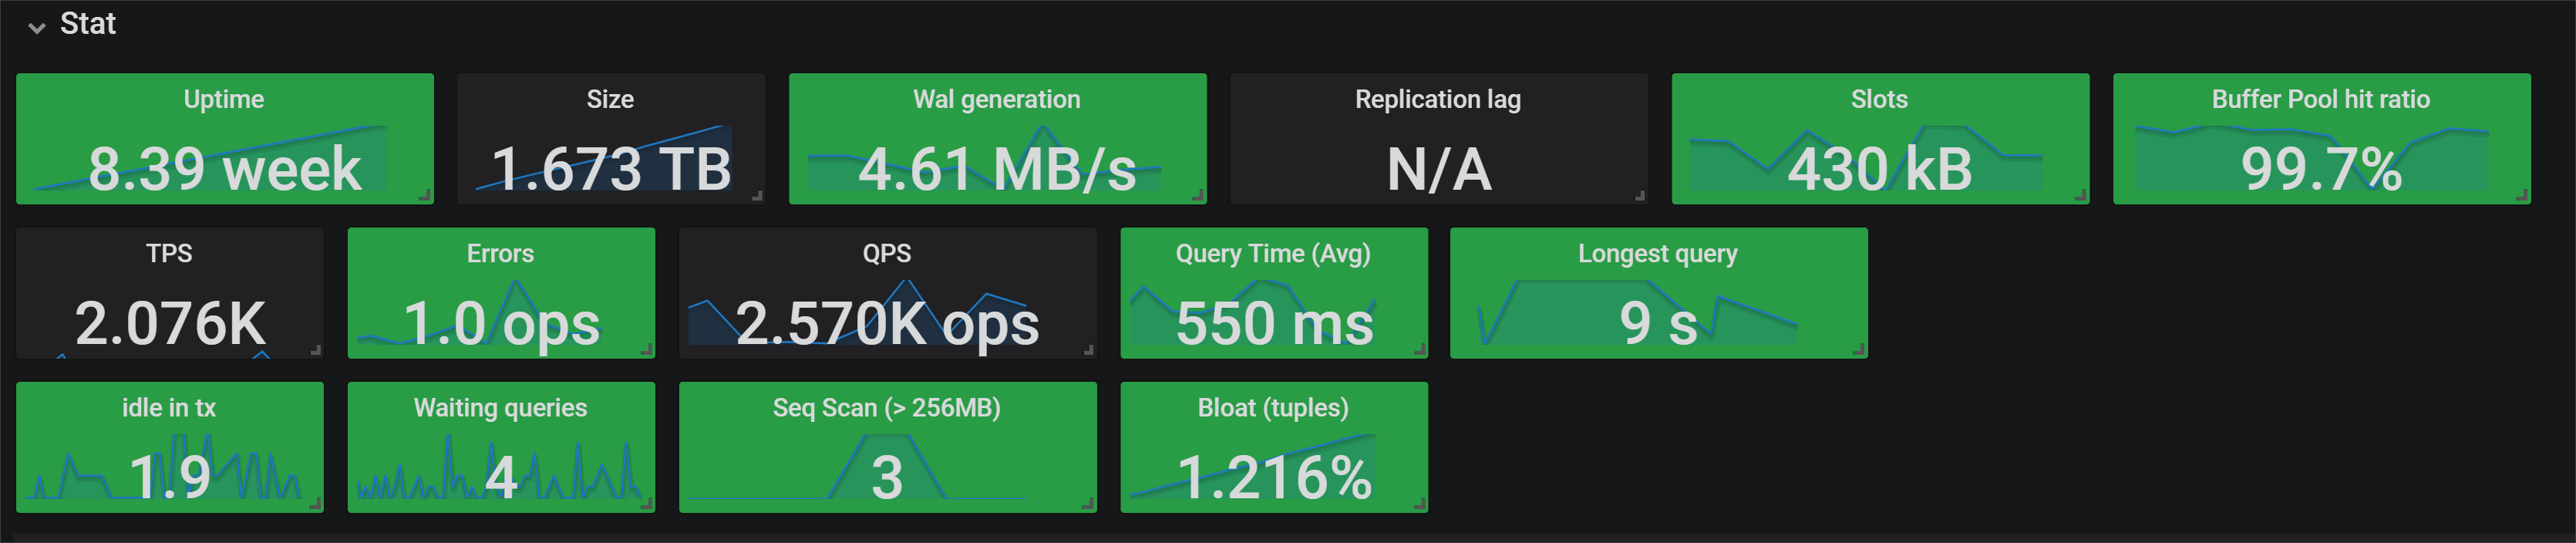 Stat
Uptime
8.39 week
Size
1.673 TB
Wal generation
4.61 MB/s
Replication lag
N/A
Slots
430 kB
Buffer Pool hit ratio
99.7%
TPS
2.076K
Errors
1.0 ops
QPS
2.570K ops
Query Time (Avg)
550 ms
Longest query
9 s
idle in tx
1.9
Waiting queries
4
Seq Scan (> 256MB)
3
Bloat (tuples)
1.216%